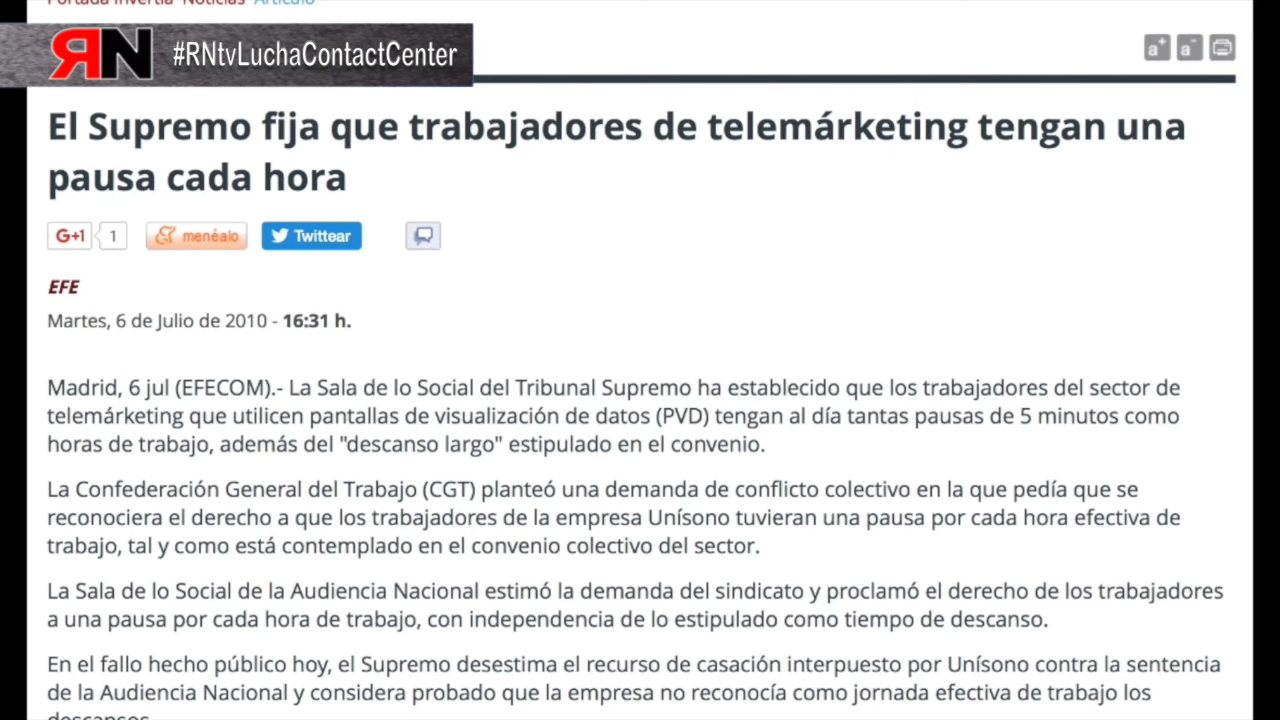 Portada Invertia Noticias Artículo
RN #RNtvLuchaContactCenter
a+ a-
El Supremo fija que trabajadores de telemárketing tengan una
pausa cada hora
G+1 1 menéalo Twittear
EFE
Martes, 6 de Julio de 2010 - 16:31 h.
Madrid, 6 jul (EFECOM).- La Sala de lo Social del Tribunal Supremo ha establecido que los trabajadores del sector de
telemárketing que utilicen pantallas de visualización de datos (PVD) tengan al día tantas pausas de 5 minutos como
horas de trabajo, además del "descanso largo" estipulado en el convenio.
La Confederación General del Trabajo (CGT) planteó una demanda de conflicto colectivo en la que pedía que se
reconociera el derecho a que los trabajadores de la empresa Unísono tuvieran una pausa por cada hora efectiva de
trabajo, tal y como está contemplado en el convenio colectivo del sector.
La Sala de lo Social de la Audiencia Nacional estimó la demanda del sindicato y proclamó el derecho de los trabajadores
a una pausa por cada hora de trabajo, con independencia de lo estipulado como tiempo de descanso.
En el fallo hecho público hoy, el Supremo desestima el recurso de casación interpuesto por Unísono contra la sentencia
de la Audiencia Nacional y considera probado que la empresa no reconocía como jornada efectiva de trabajo los
descansos